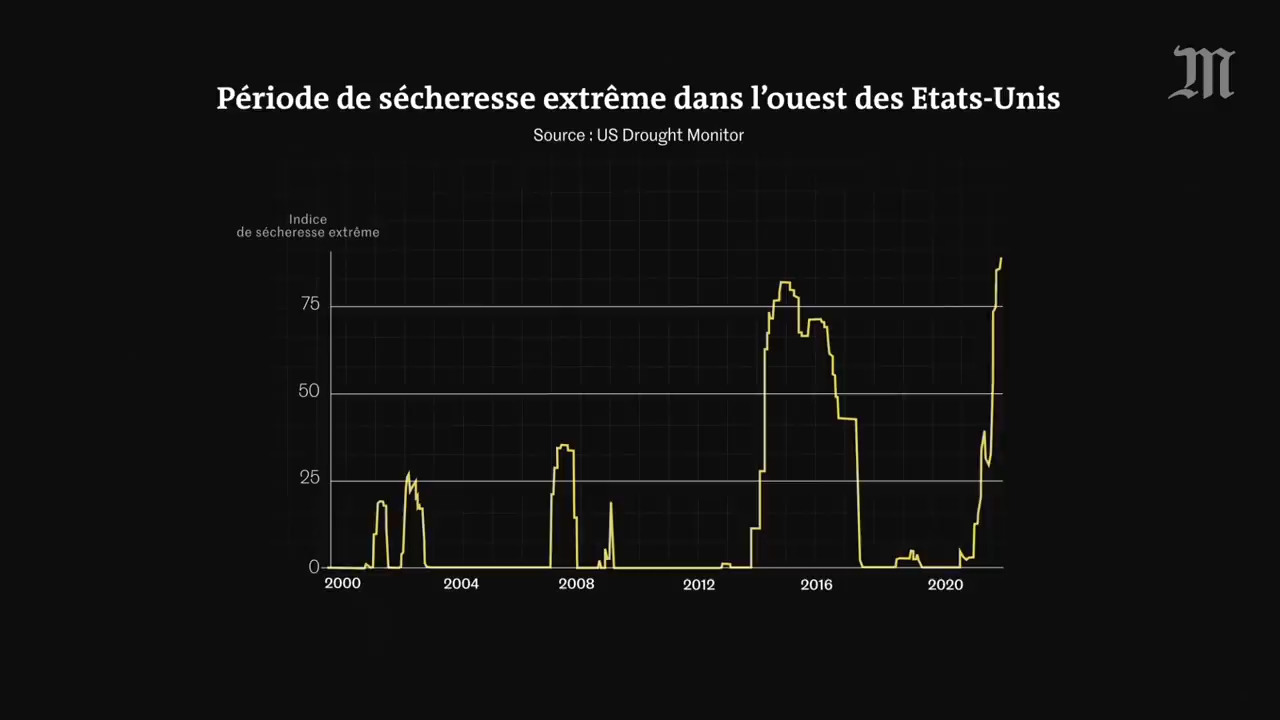 Période de sécheresse extrême dans l’ouest des Etats-Unis
Source : US Drought Monitor
M
Indice
de sécheresse extrême
75
50
25
0
2000 2004 2008 2012 2016 2020